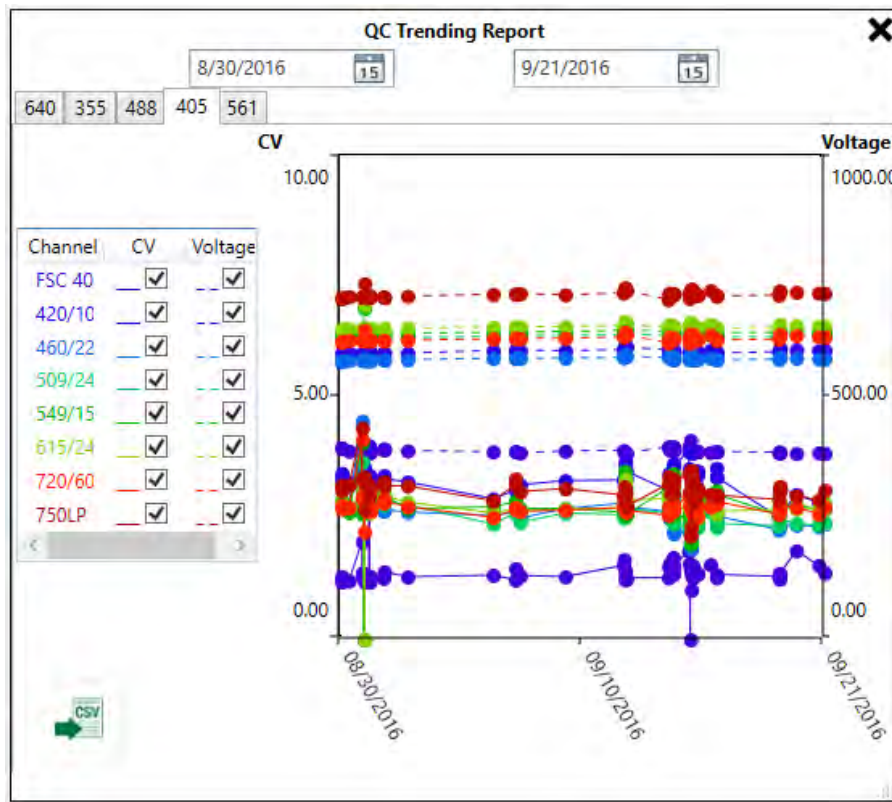 QC Trending Report
8/30/2016 15 9/21/2016 15
640 355 488 405 561
CV Voltage
10.00 1000.00
Channel CV Voltage
FSC 40
420/10
460/22
509/24
5.00 500.00
549/15
615/24
720/60
750LP
0.00 0.00
08/30/2016 09/10/2016 09/21/2016
CSV